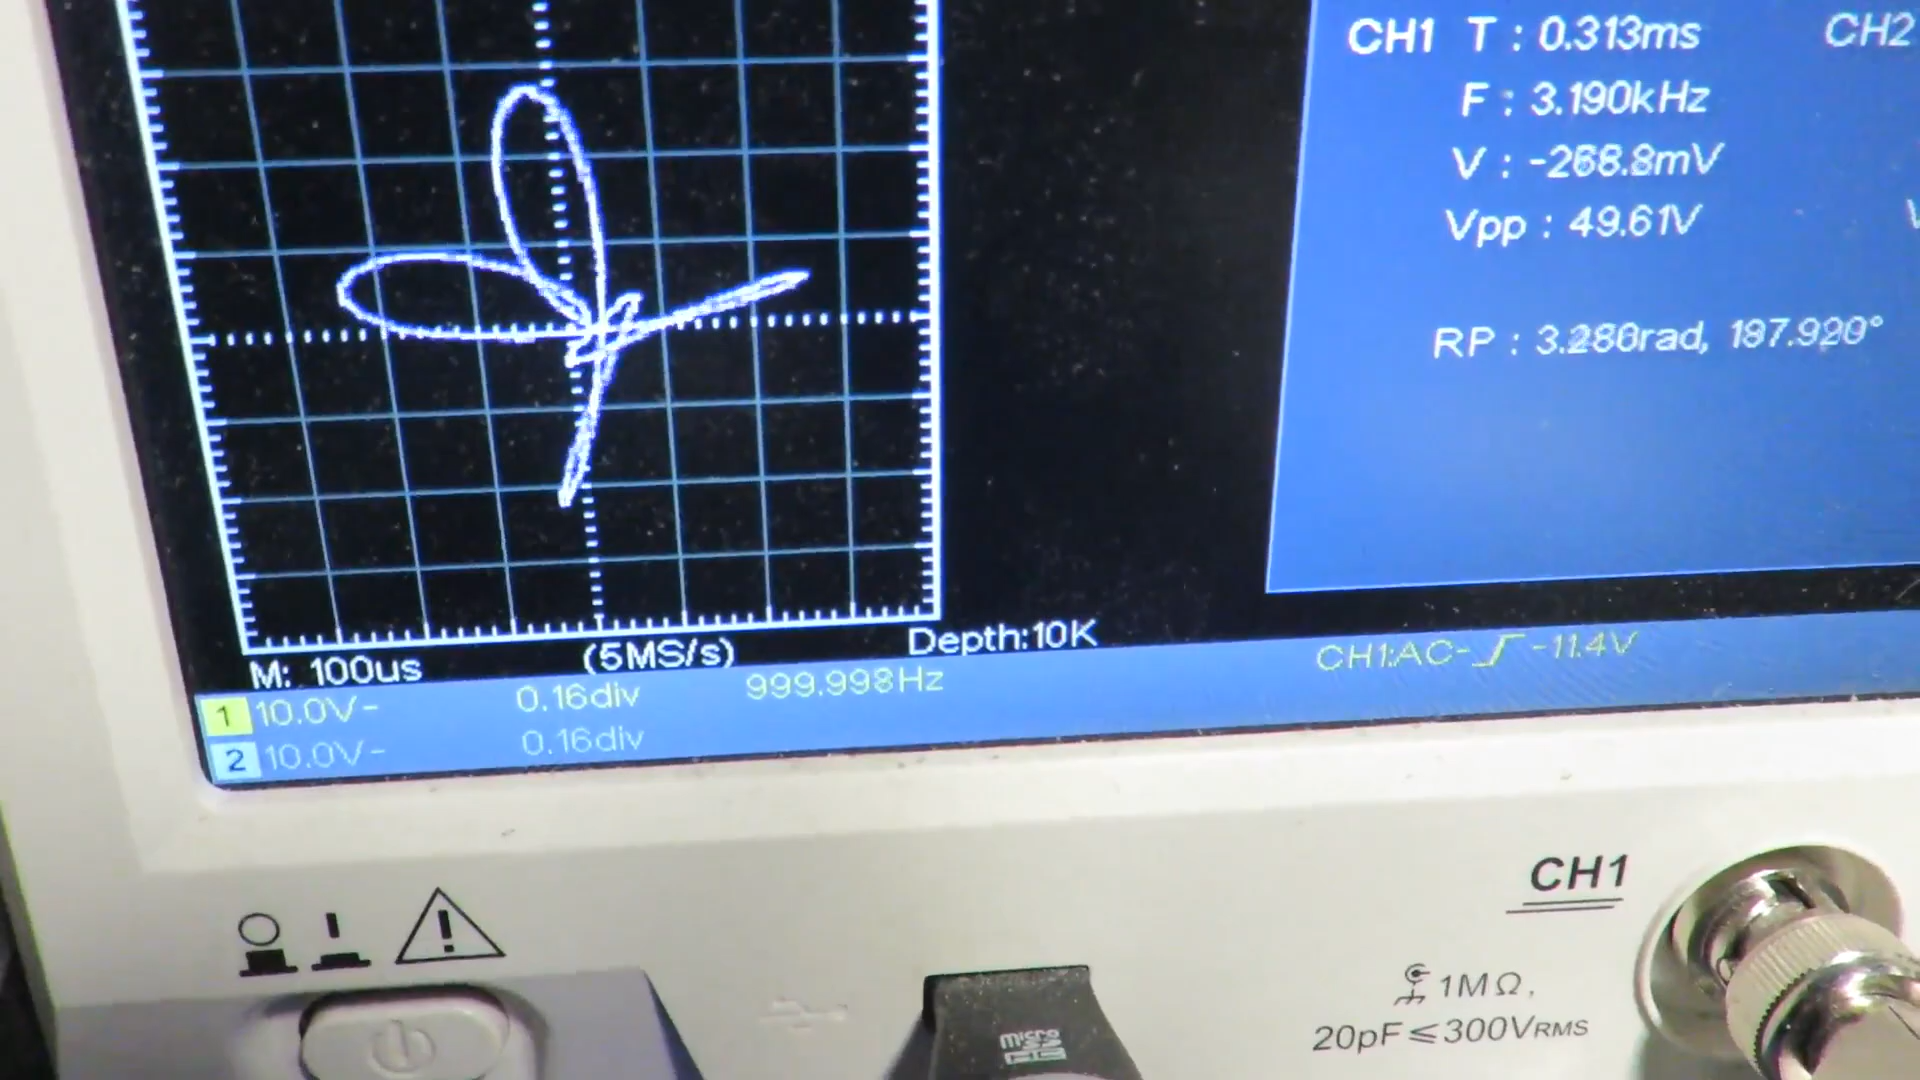 CH1 T : 0.313ms CH2
F : 3.190kHz
V : -268.8mV
Vpp : 49.61V
RP : 3.280rad, 187.920°
M: 100us (5MS/s) Depth:10K
1 10.0V- 0.16div 999.998Hz CH1:AC- -11.4V
2 10.0V- 0.16div
CH1
1MΩ,
20pF≤300VRMS
micro
HC